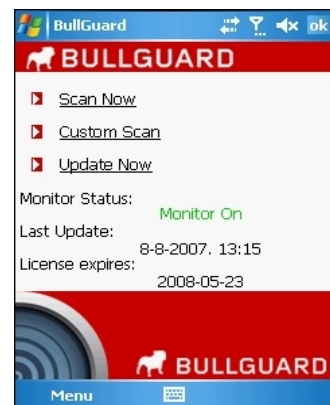 BullGuard
ok
BULLGUARD
Scan Now
Custom Scan
Update Now
Monitor Status:
Monitor On
Last Update:
8-8-2007. 13:15
License expires:
2008-05-23
BULLGUARD
Menu